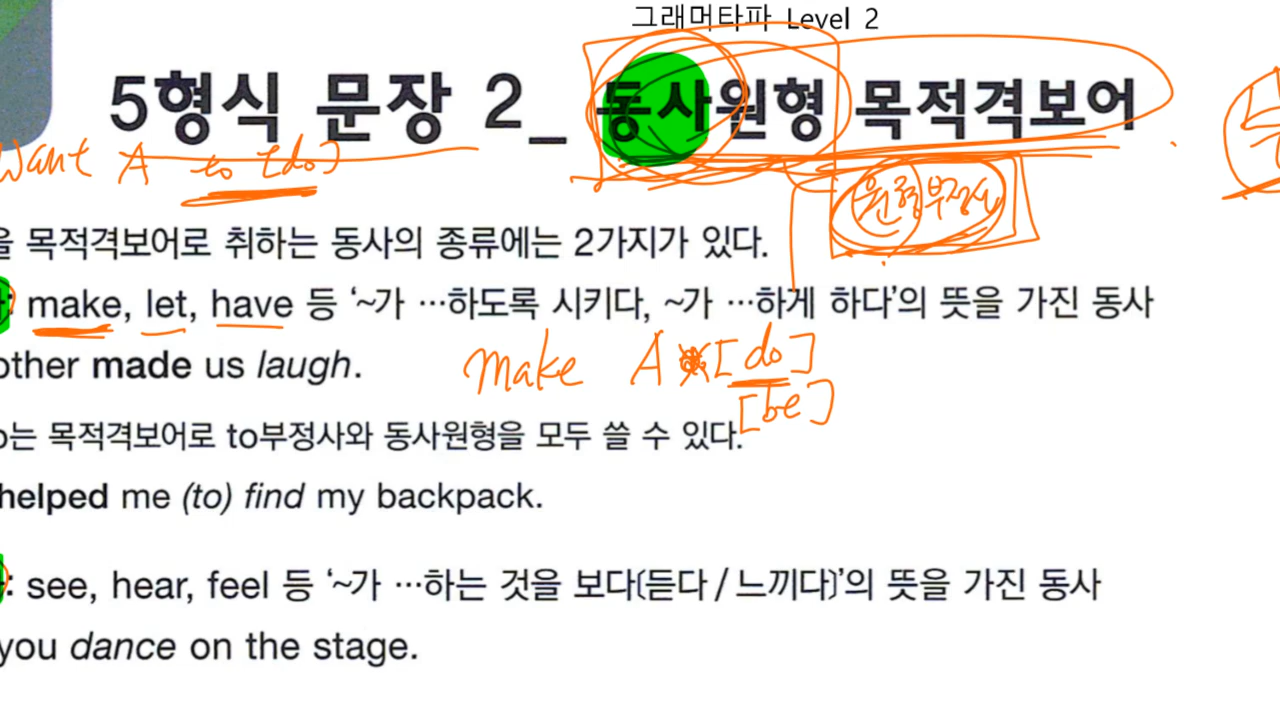 그래머타파 Level 2
5형식 문장 2_ 동사원형 목적격보어
want A to [do]
원형부정사
을 목적격보어로 취하는 동사의 종류에는 2가지가 있다.
: make, let, have 등 ‘~가 …하도록 시키다, ~가 …하게 하다’의 뜻을 가진 동사
other made us laugh.
make A [do]
[be]
는 목적격보어로 to부정사와 동사원형을 모두 쓸 수 있다.
helped me (to) find my backpack.
: see, hear, feel 등 ‘~가 …하는 것을 보다(듣다 / 느끼다)’의 뜻을 가진 동사
you dance on the stage.